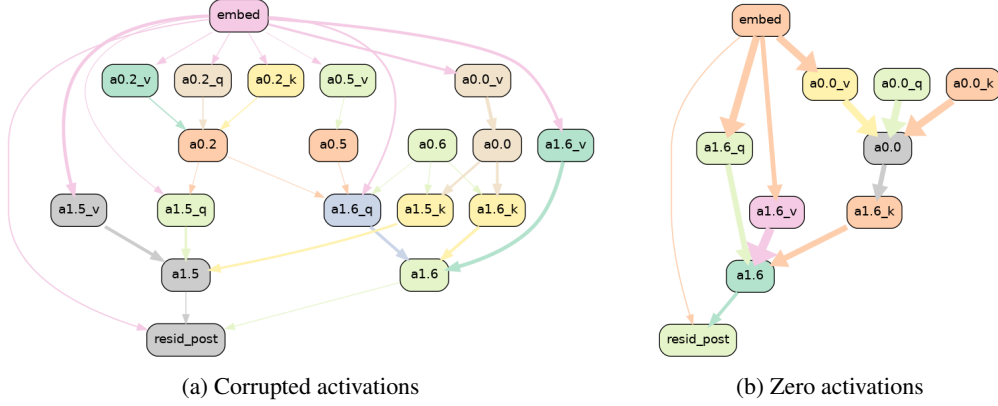 embed
a0.2_v a0.2_q a0.2_k a0.5_v a0.0_v
a0.2 a0.5 a0.6 a0.0 a1.6_v
a1.5_v a1.5_q a1.6_q a1.5_k a1.6_k
a1.5 a1.6
resid_post
(a) Corrupted activations
embed
a0.0_v a0.0_q a0.0_k
a1.6_q a0.0
a1.6_v a1.6_k
a1.6
resid_post
(b) Zero activations